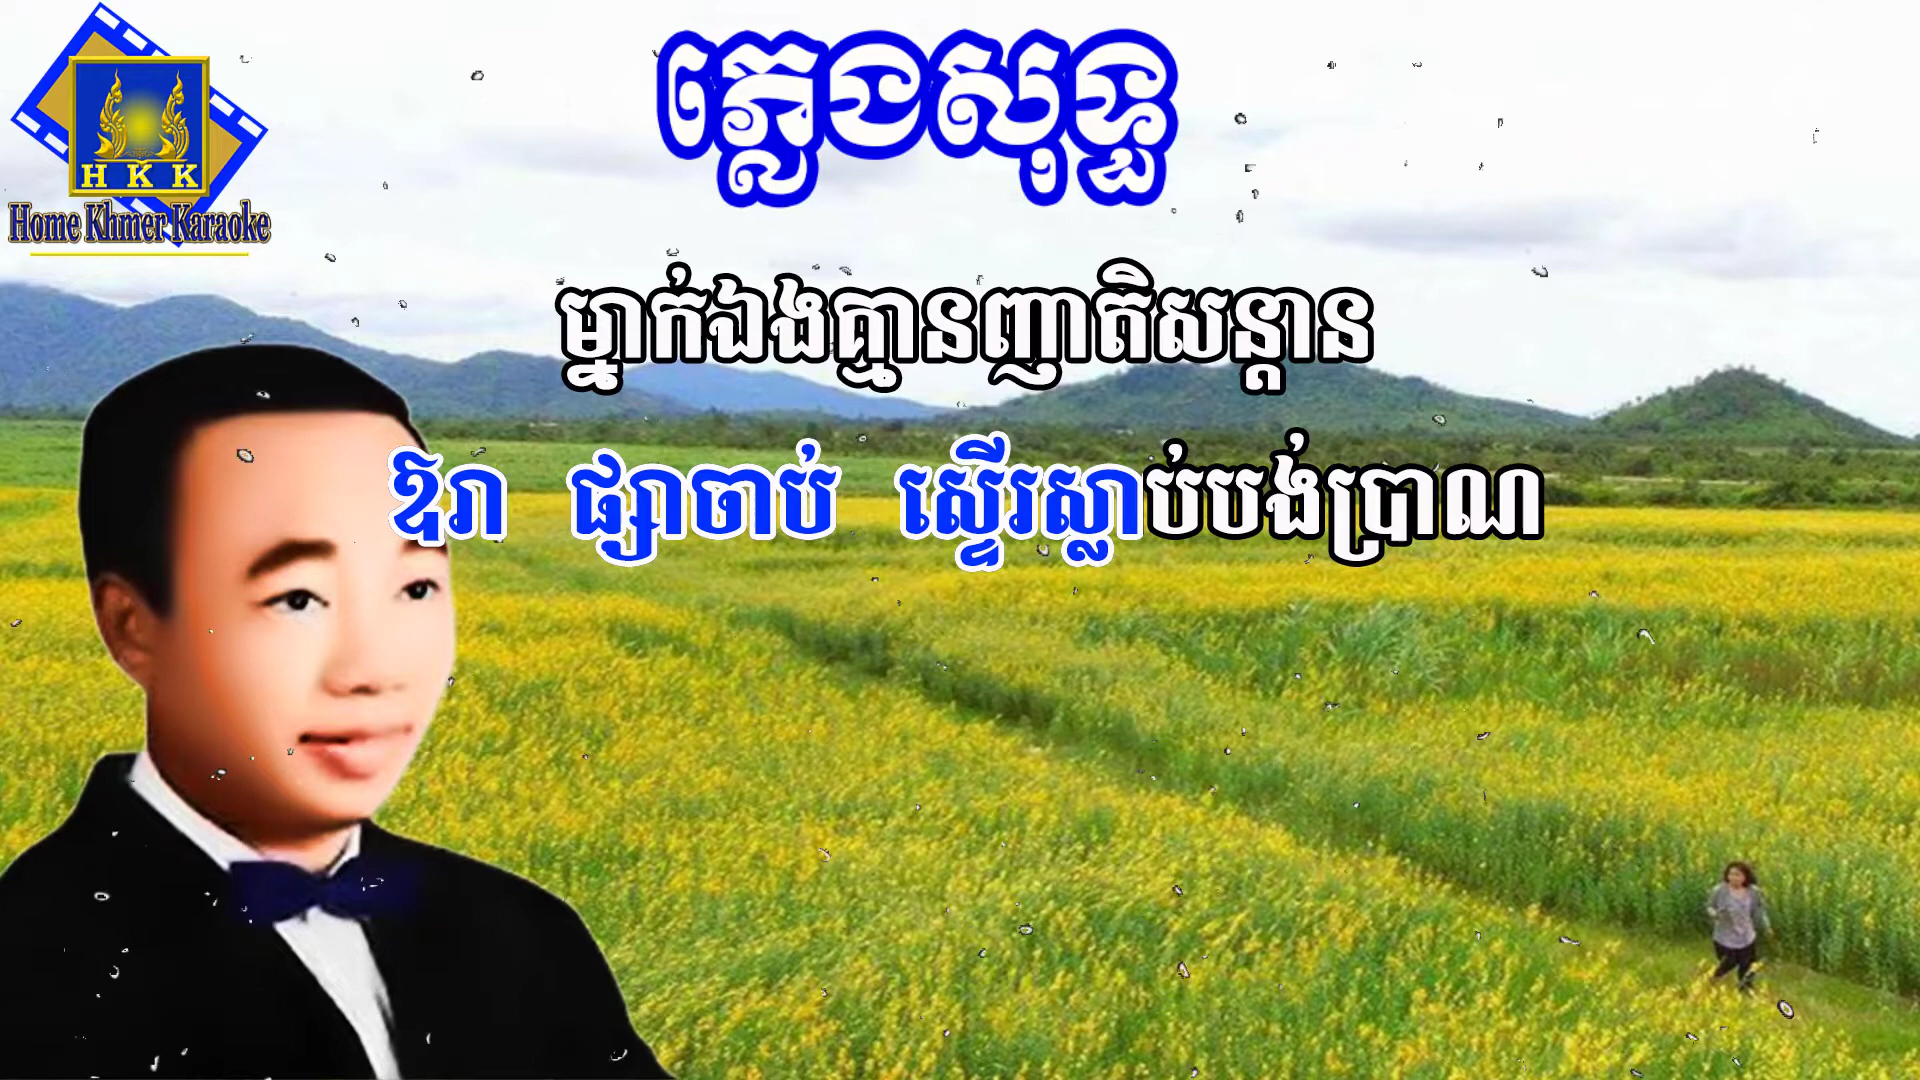 ភ្លេងសុទ្ធ
HKK
Home Khmer Karaoke
ម្នាក់ឯងគ្មានញាតិសន្តាន
ឱរា ផ្សាចាប់ ស្ទើរស្លាប់បង់ប្រាណ